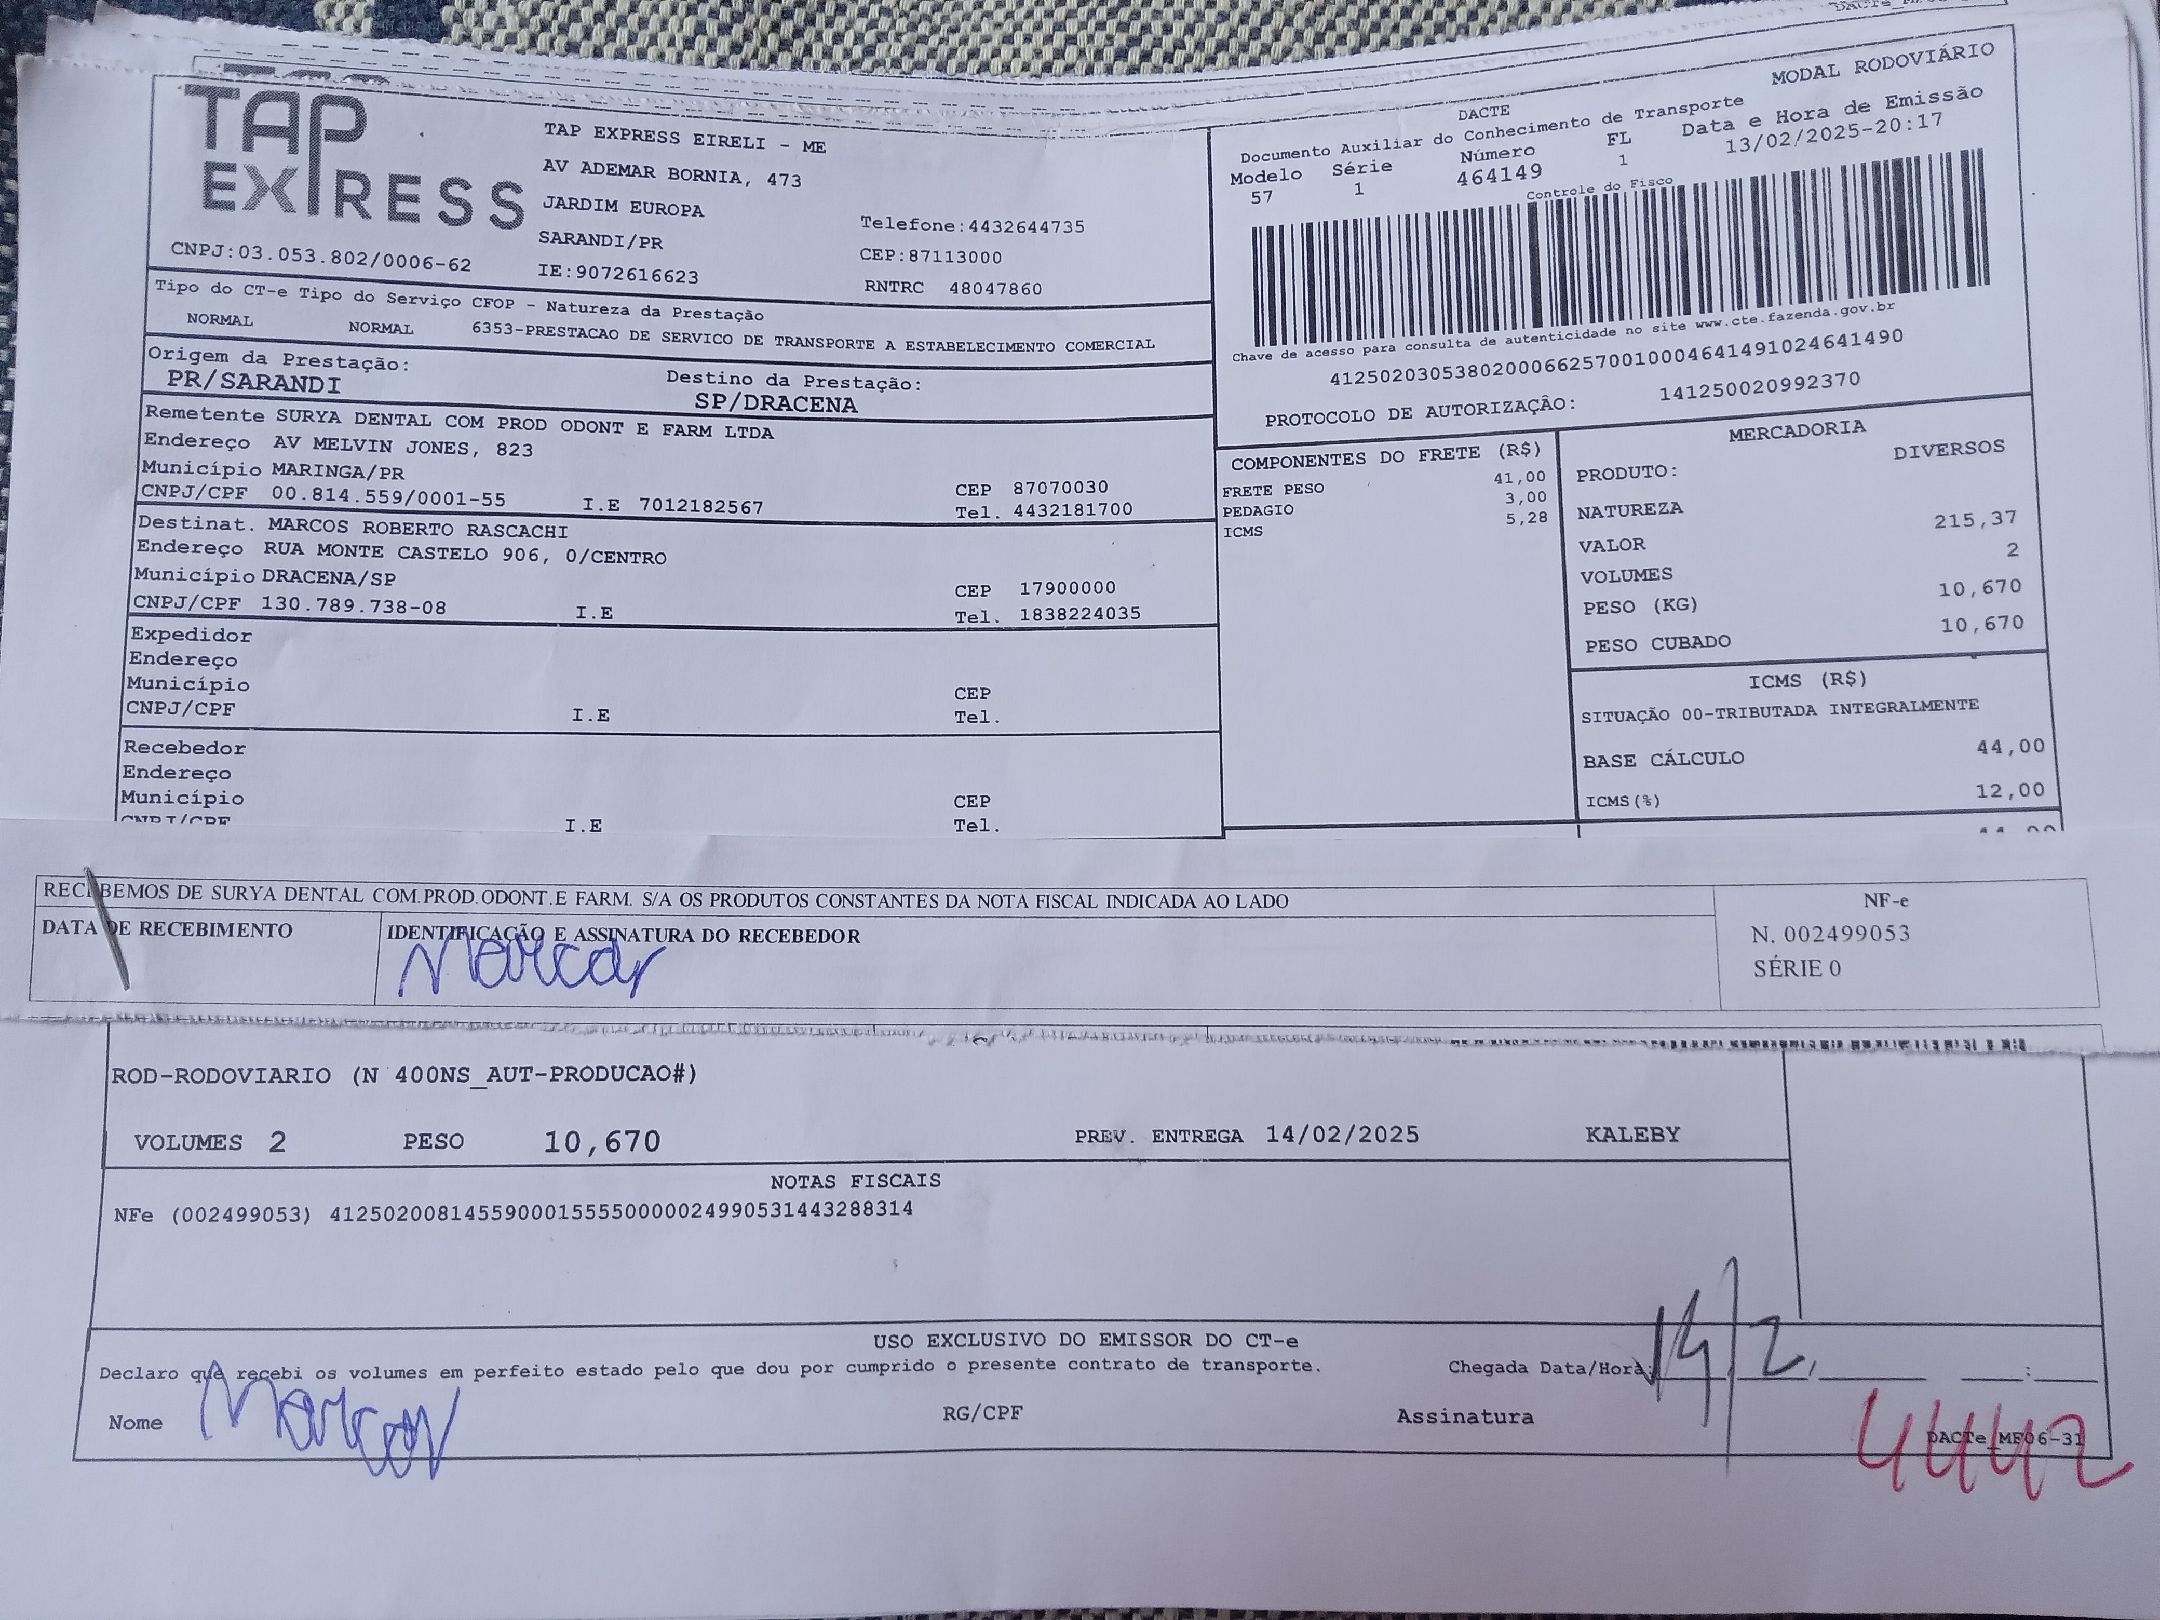 TAP EXPRESS
TAP EXPRESS EIRELI - ME
AV ADEMAR BORNIA, 473
JARDIM EUROPA
SARANDI/PR
IE:9072616623
Telefone:4432644735
CEP:87113000
RNTRC 48047860
CNPJ:03.053.802/0006-62
DACTE
MODAL RODOVIÁRIO
Documento Auxiliar do Conhecimento de Transporte
Modelo Série Número FL Data e Hora de Emissão
57 1 464149 1 13/02/2025-20:17
Controle do Fisco
Chave de acesso para consulta de autenticidade no site www.cte.fazenda.gov.br
41250203053802000662570010004641491024641490
PROTOCOLO DE AUTORIZAÇÃO: 141250020992370
Tipo do CT-e Tipo do Serviço CFOP - Natureza da Prestação
NORMAL NORMAL 6353-PRESTACAO DE SERVICO DE TRANSPORTE A ESTABELECIMENTO COMERCIAL
Origem da Prestação: Destino da Prestação:
PR/SARANDI SP/DRACENA
Remetente SURYA DENTAL COM PROD ODONT E FARM LTDA
Endereço AV MELVIN JONES, 823
Município MARINGA/PR CEP 87070030
CNPJ/CPF 00.814.559/0001-55 I.E 7012182567 Tel. 4432181700
Destinat. MARCOS ROBERTO RASCACHI
Endereço RUA MONTE CASTELO 906, 0/CENTRO
Município DRACENA/SP CEP 17900000
CNPJ/CPF 130.789.738-08 I.E Tel. 1838224035
Expedidor
Endereço
Município CEP
CNPJ/CPF I.E Tel.
Recebedor
Endereço
Município CEP
CNPJ/CPF I.E Tel.
COMPONENTES DO FRETE (R$)
FRETE PESO 41,00
PEDAGIO 3,00
ICMS 5,28
MERCADORIA
PRODUTO: DIVERSOS
NATUREZA
VALOR 215,37
VOLUMES 2
PESO (KG) 10,670
PESO CUBADO 10,670
ICMS (R$)
SITUAÇÃO 00-TRIBUTADA INTEGRALMENTE
BASE CÁLCULO 44,00
ICMS(%) 12,00
RECEBEMOS DE SURYA DENTAL COM.PROD.ODONT.E FARM. S/A OS PRODUTOS CONSTANTES DA NOTA FISCAL INDICADA AO LADO
DATA DE RECEBIMENTO
IDENTIFICAÇÃO E ASSINATURA DO RECEBEDOR
Marcos
NF-e
N. 002499053
SÉRIE 0
ROD-RODOVIARIO (N 400NS_AUT-PRODUCAO#)
VOLUMES 2 PESO 10,670 PREV. ENTREGA 14/02/2025 KALEBY
NOTAS FISCAIS
NFe (002499053) 41250200814559000155550000024990531443288314
USO EXCLUSIVO DO EMISSOR DO CT-e
Declaro que recebi os volumes em perfeito estado pelo que dou por cumprido o presente contrato de transporte. Chegada Data/Hora: 14/2
Nome Marcos RG/CPF Assinatura
DACTe_MF06-31
4442